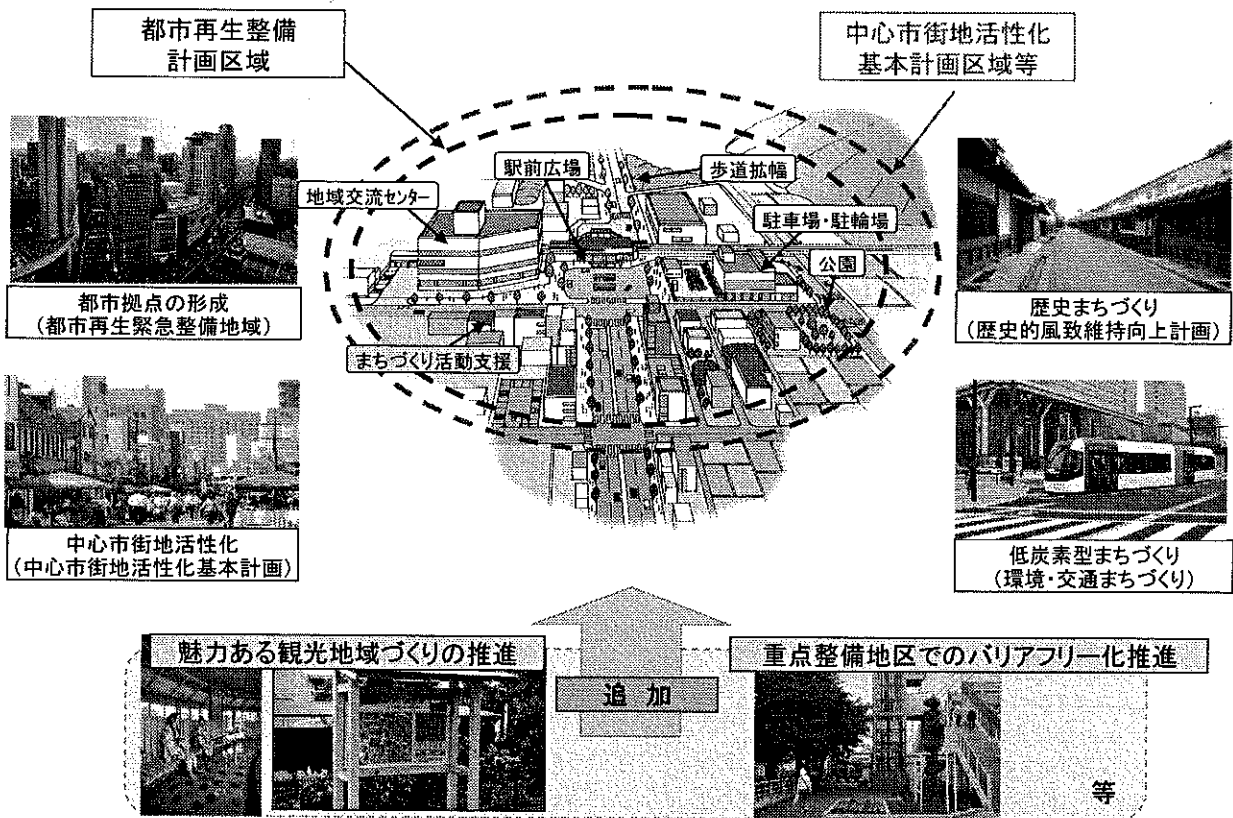 都市再生整備
計画区域
中心市街地活性化
基本計画区域等
駅前広場
歩道拡幅
地域交流センター
駐車場・駐輪場
公園
まちづくり活動支援
都市拠点の形成
(都市再生緊急整備地域)
歴史まちづくり
(歴史的風致維持向上計画)
中心市街地活性化
(中心市街地活性化基本計画)
低炭素型まちづくり
(環境・交通まちづくり)
魅力ある観光地域づくりの推進
重点整備地区でのバリアフリー化推進
追加
等